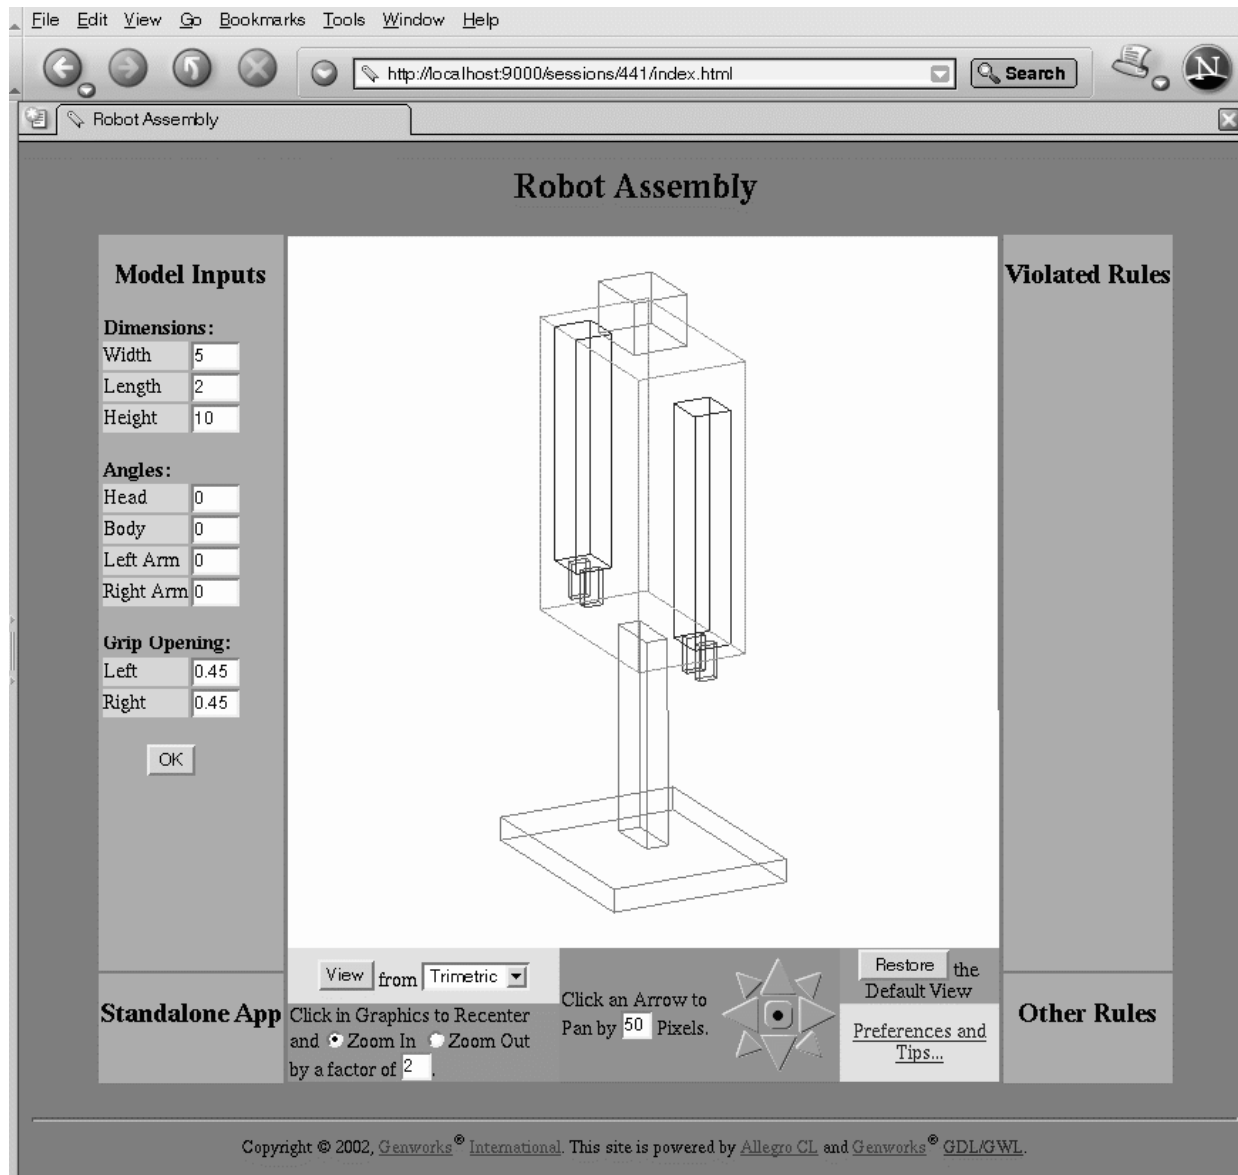 File Edit View Go Bookmarks Tools Window Help
http://localhost:9000/sessions/441/index.html Search N
Robot Assembly
Robot Assembly
Model Inputs
Dimensions:
Width 5
Length 2
Height 10
Angles:
Head 0
Body 0
Left Arm 0
Right Arm 0
Grip Opening:
Left 0.45
Right 0.45
OK
Violated Rules
Standalone App
View from Trimetric
Click in Graphics to Recenter
and Zoom In Zoom Out
by a factor of 2.
Click an Arrow to
Pan by 50 Pixels.
Restore the
Default View
Preferences and
Tips...
Other Rules
Copyright © 2002, Genworks® International. This site is powered by Allegro CL and Genworks® GDL/GWL.